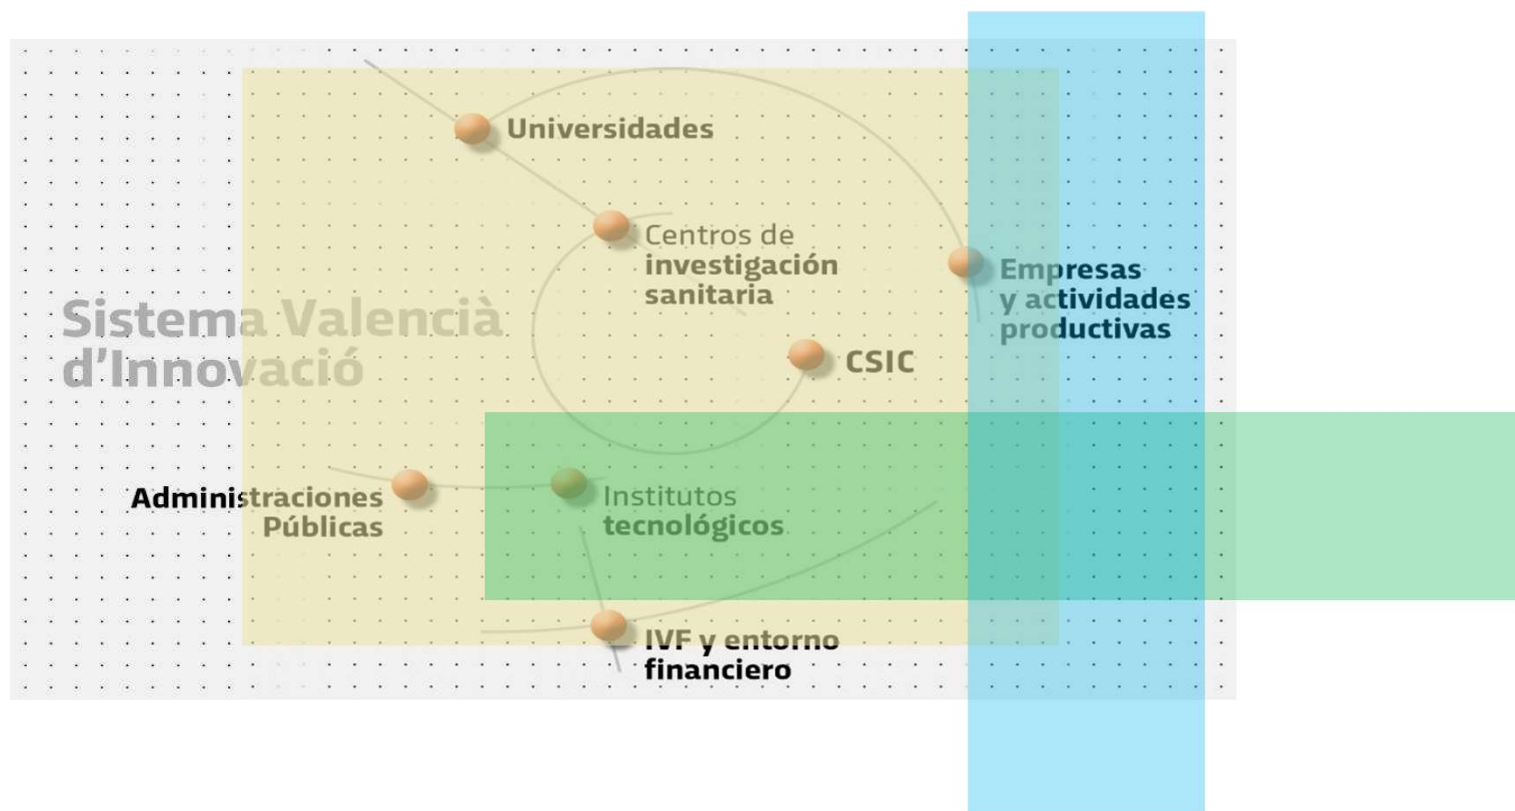 Universidades
Centros de
investigación
sanitaria
Empresas
y actividades
productivas
Sistema Valencià
d’Innovació
CSIC
Administraciones
Públicas
Institutos
tecnológicos
IVF y entorno
financiero